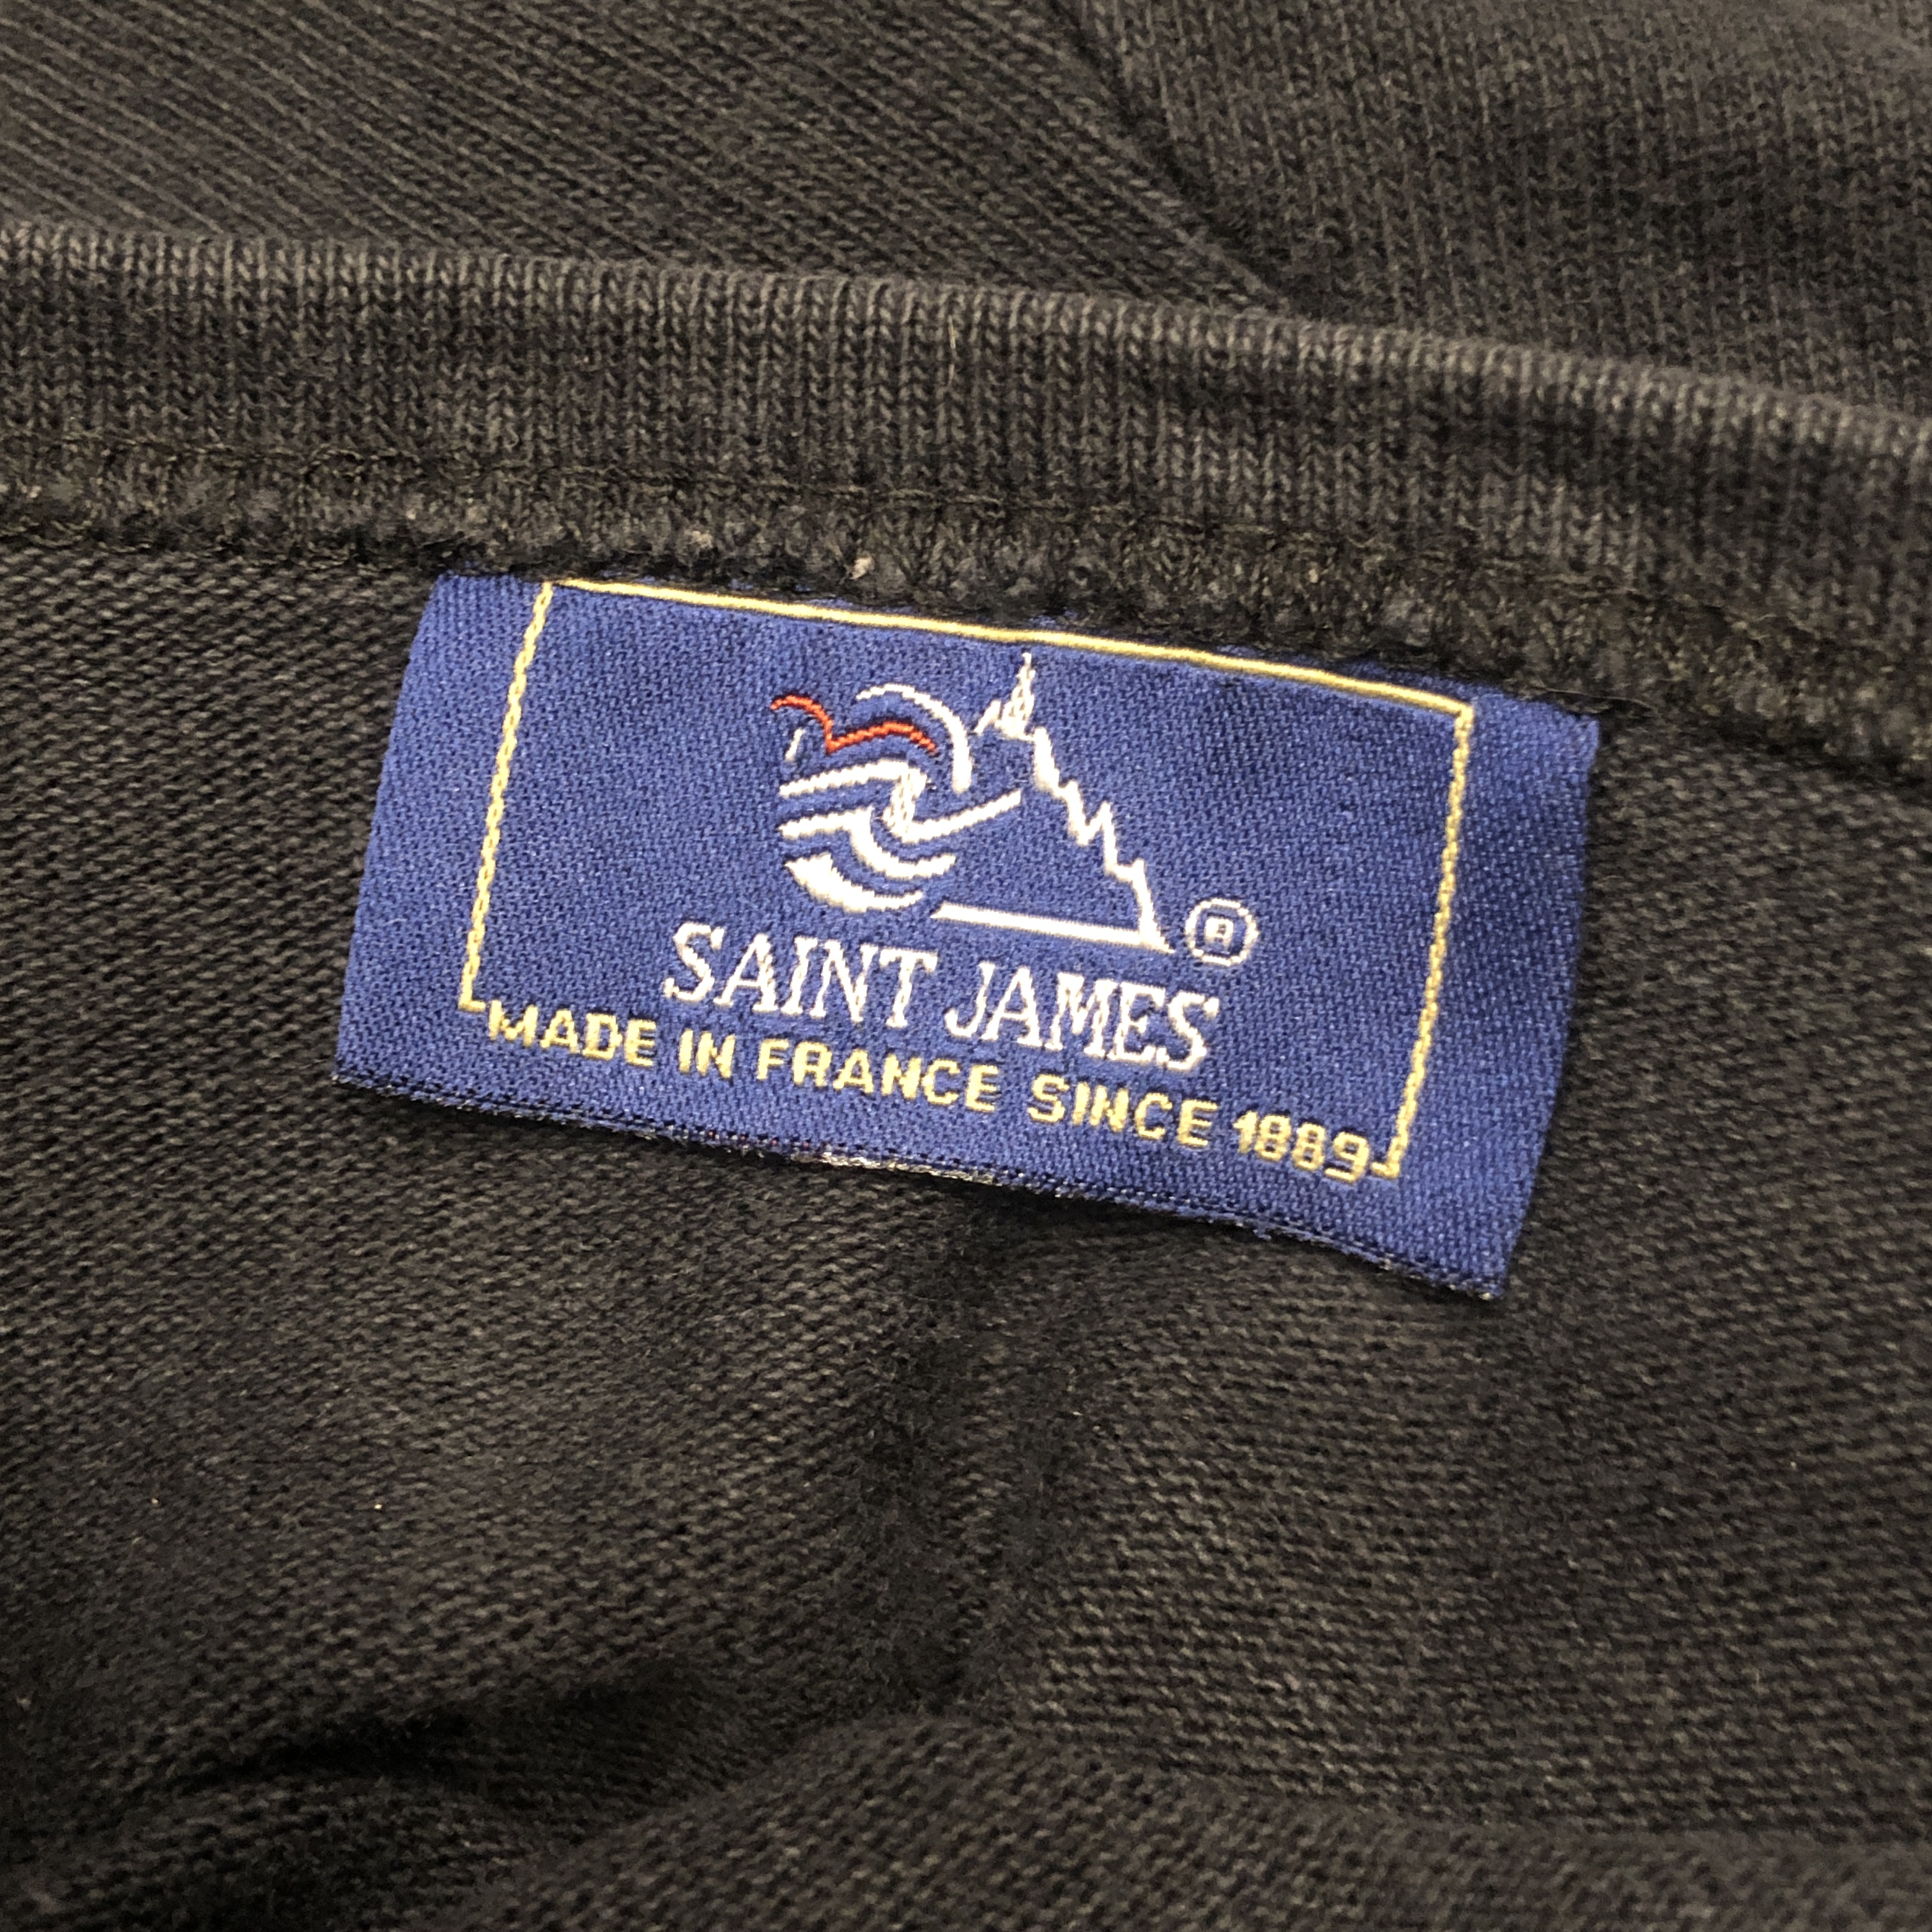 ®
SAINT JAMES
MADE IN FRANCE SINCE 1889